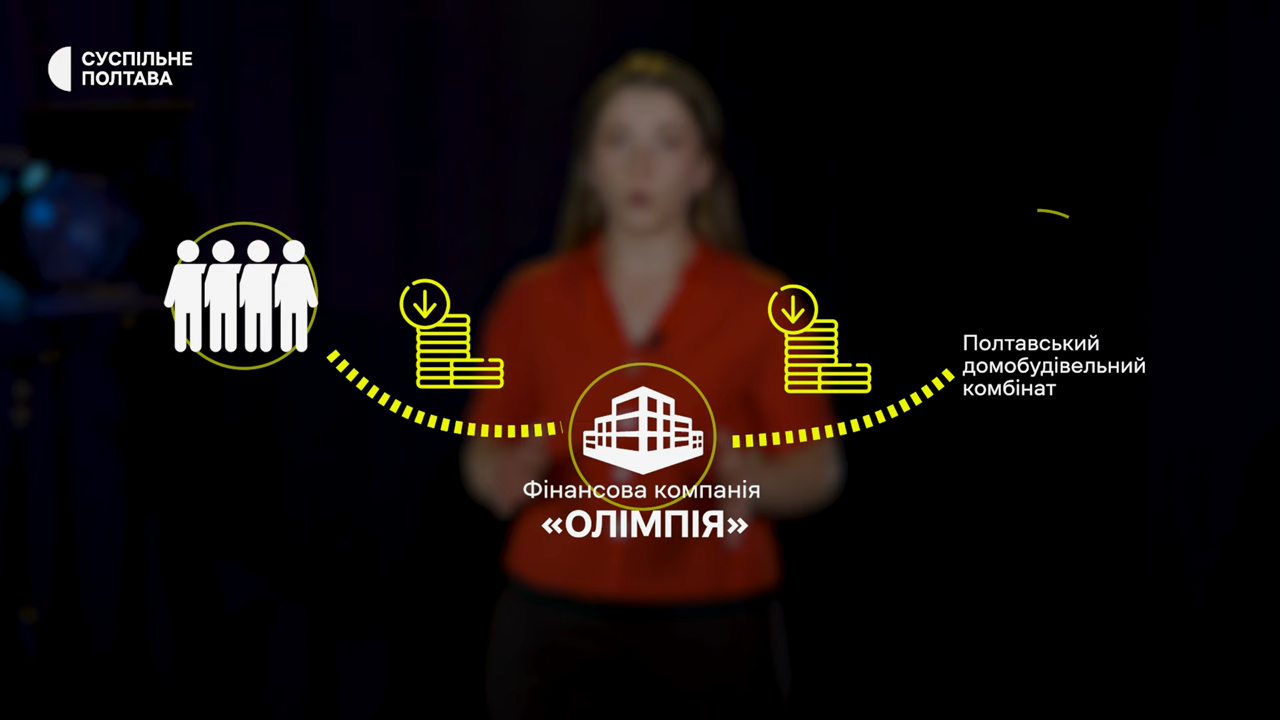 СУСПІЛЬНЕ
ПОЛТАВА
Полтавський
домобудівельний
комбінат
Фінансова компанія
«ОЛІМПІЯ»